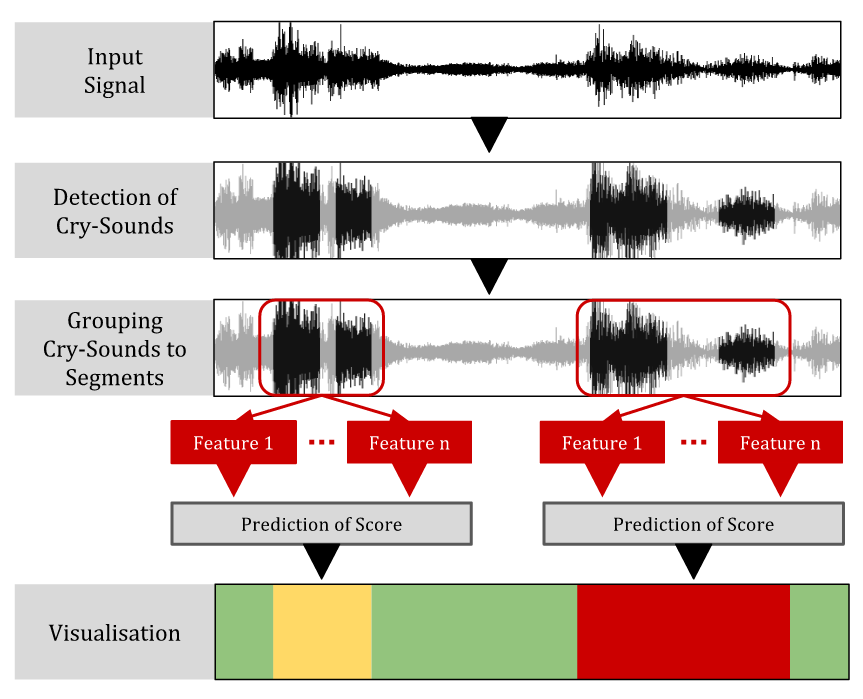 Input
Signal
Detection of
Cry-Sounds
Grouping
Cry-Sounds to
Segments
Feature 1
Feature n
Feature 1
Feature n
Prediction of Score
Prediction of Score
Visualisation